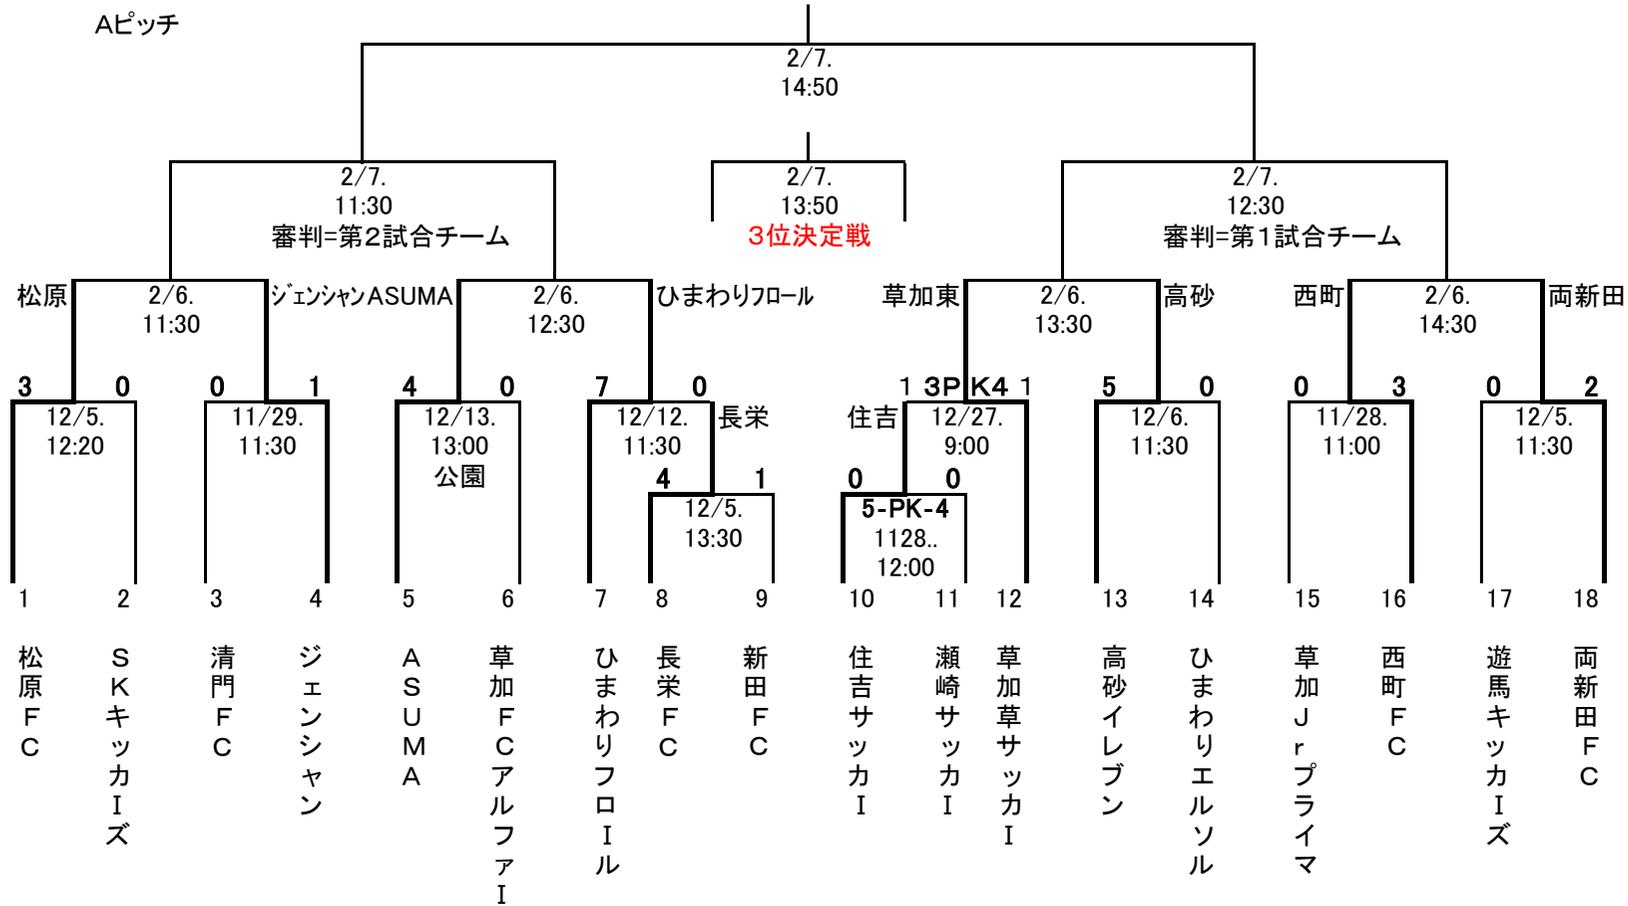 Aピッチ
2/7.
14:50
2/7.
11:30
審判=第2試合チーム
2/7.
13:50
3位決定戦
2/7.
12:30
審判=第1試合チーム
松原
2/6.
11:30
ジェンシャン
ASUMA
2/6.
12:30
ひまわりフロール
草加東
2/6.
13:30
高砂
西町
2/6.
14:30
両新田
3 0
12/5.
12:20
0 1
11/29.
11:30
4 0
12/13.
13:00
公園
7 0
12/12.
11:30
長栄
4 1
12/5.
13:30
1 3PK4 1
住吉
12/27.
9:00
0 0
5-PK-4
1128..
12:00
5 0
12/6.
11:30
0 3
11/28.
11:00
0 2
12/5.
11:30
1 2 3 4 5 6 7 8 9 10 11 12 13 14 15 16 17 18
松原FC
SKキッカーズ
清門FC
ジェンシャン
ASUMA
草加FCアルファー
ひまわりフロール
長栄FC
新田FC
住吉サッカー
瀬崎サッカー
草加草サッカー
高砂イレブン
ひまわりエルソル
草加Jrプライマ
西町FC
遊馬キッカーズ
両新田FC